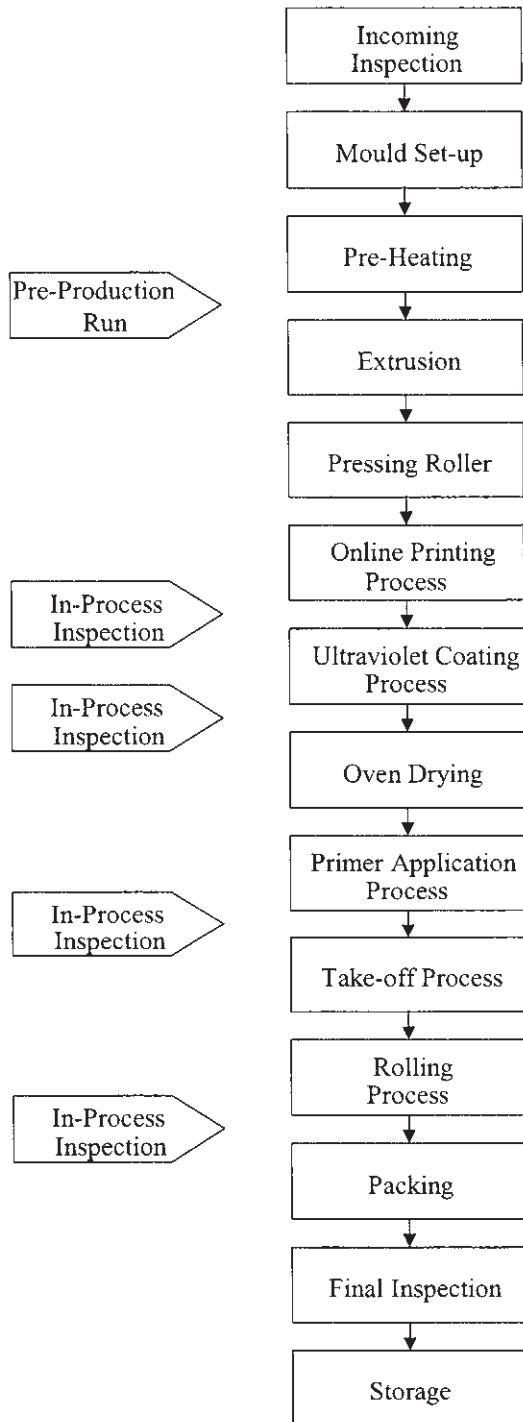 Incoming
Inspection
Mould Set-up
Pre-Heating
Pre-Production
Run
Extrusion
Pressing Roller
Online Printing
Process
In-Process
Inspection
Ultraviolet Coating
Process
In-Process
Inspection
Oven Drying
Primer Application
Process
In-Process
Inspection
Take-off Process
Rolling
Process
In-Process
Inspection
Packing
Final Inspection
Storage